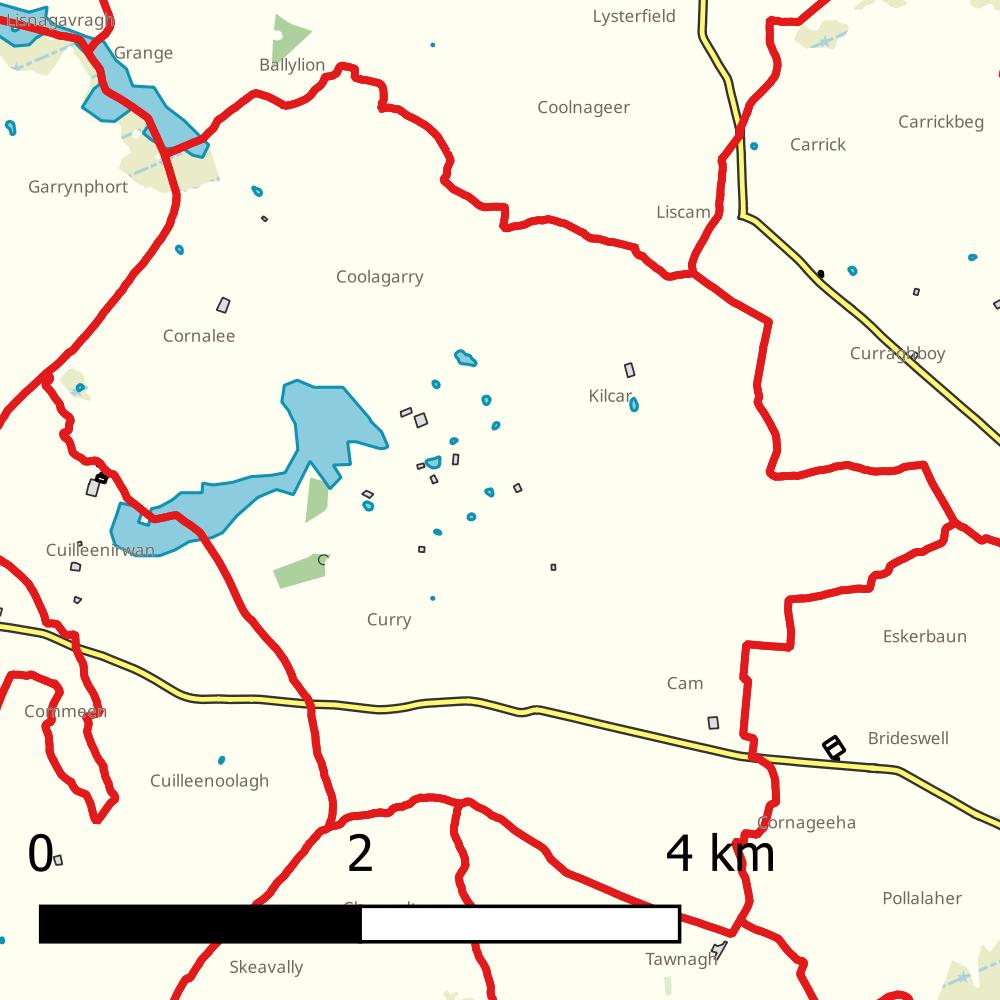 Lisnagavragh
Lysterfield
Grange
Ballylion
Coolnageer
Carrickbeg
Carrick
Garrynphort
Liscam
Coolagarry
Cornalee
Curraghboy
Kilcar
Cuilleenirwan
Curry
Eskerbaun
Cam
Commeen
Brideswell
Cuilleenoolagh
Cornageeha
0 2 4 km
Pollalaher
Tawnagh
Skeavally